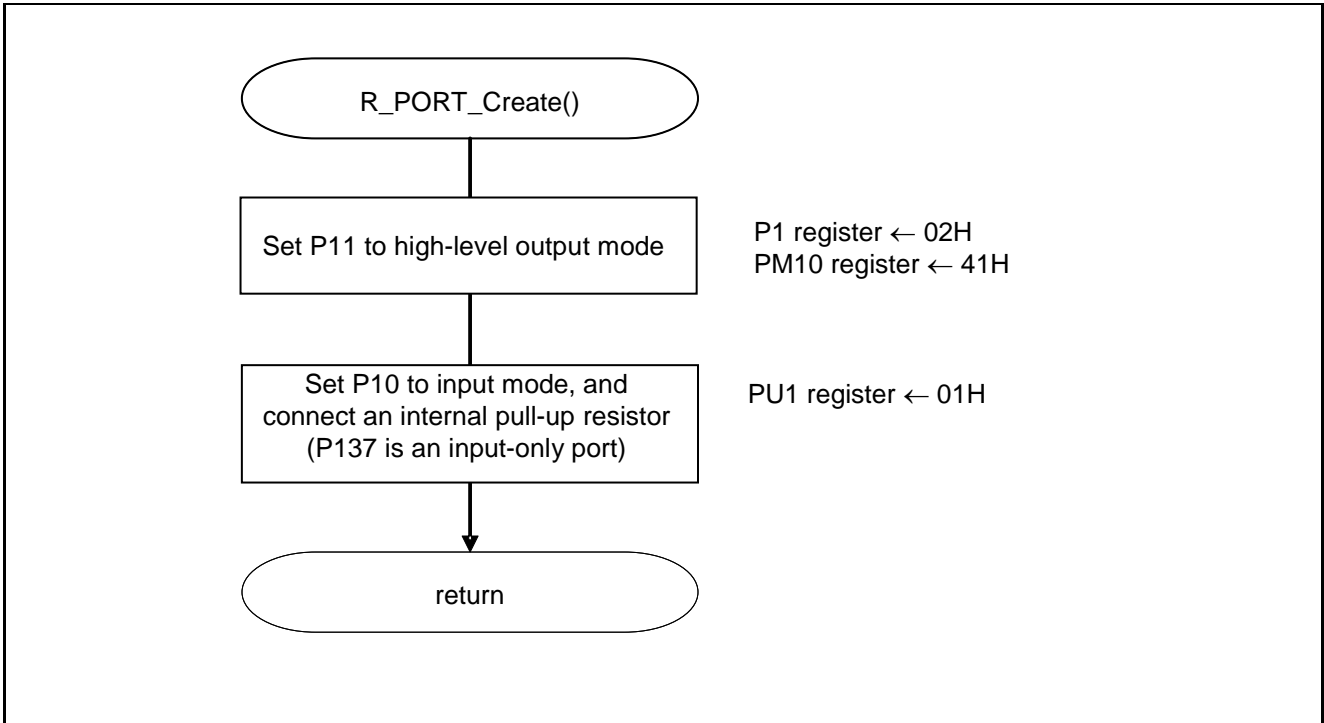 R_PORT_Create()
Set P11 to high-level output mode
P1 register ← 02H
PM10 register ← 41H
Set P10 to input mode, and
connect an internal pull-up resistor
(P137 is an input-only port)
PU1 register ← 01H
return